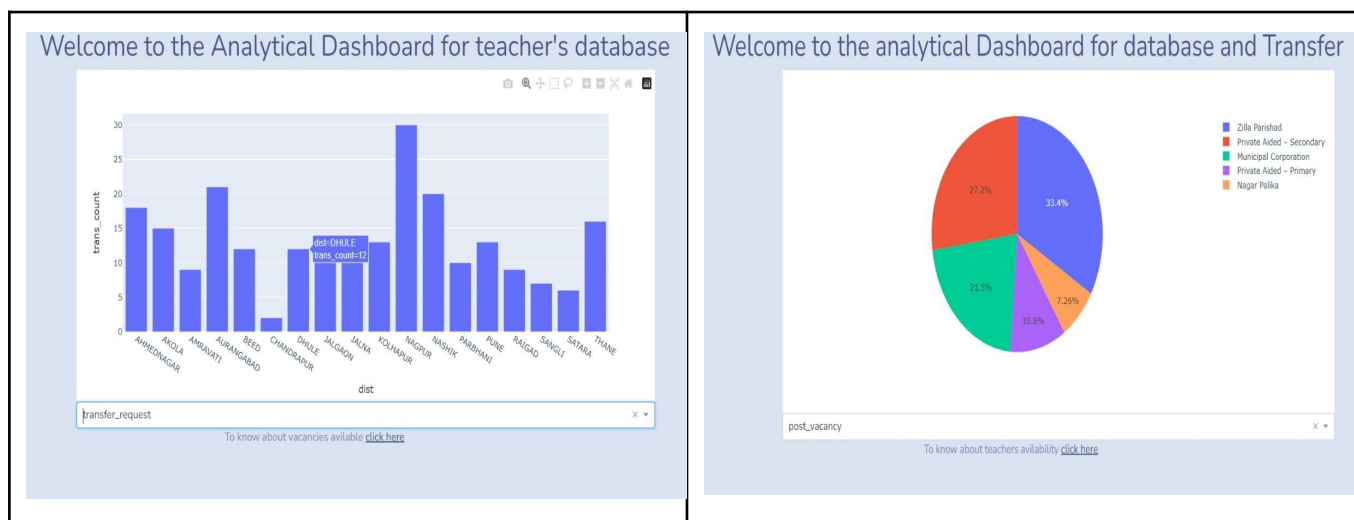 Welcome to the Analytical Dashboard for teacher's database
30
25
20
15
10
5
0
trans_count
dist=DHULE
trans_count=12
AHMEDNAGAR
AKOLA
AMRAVATI
AURANGABAD
BEED
CHANDRAPUR
DHULE
JALGAON
JALNA
KOLHAPUR
NAGPUR
NASHIK
PARBHANI
PUNE
RAIGAD
SANGLI
SATARA
THANE
dist
transfer_request
To know about vacancies avilable click here
Welcome to the analytical Dashboard for database and Transfer
Zilla Parishad
Private Aided – Secondary
Municipal Corporation
Private Aided – Primary
Nagar Palika
27.2%
33.4%
21.5%
7.26%
10.6%
post_vacancy
To know about teachers avilability click here